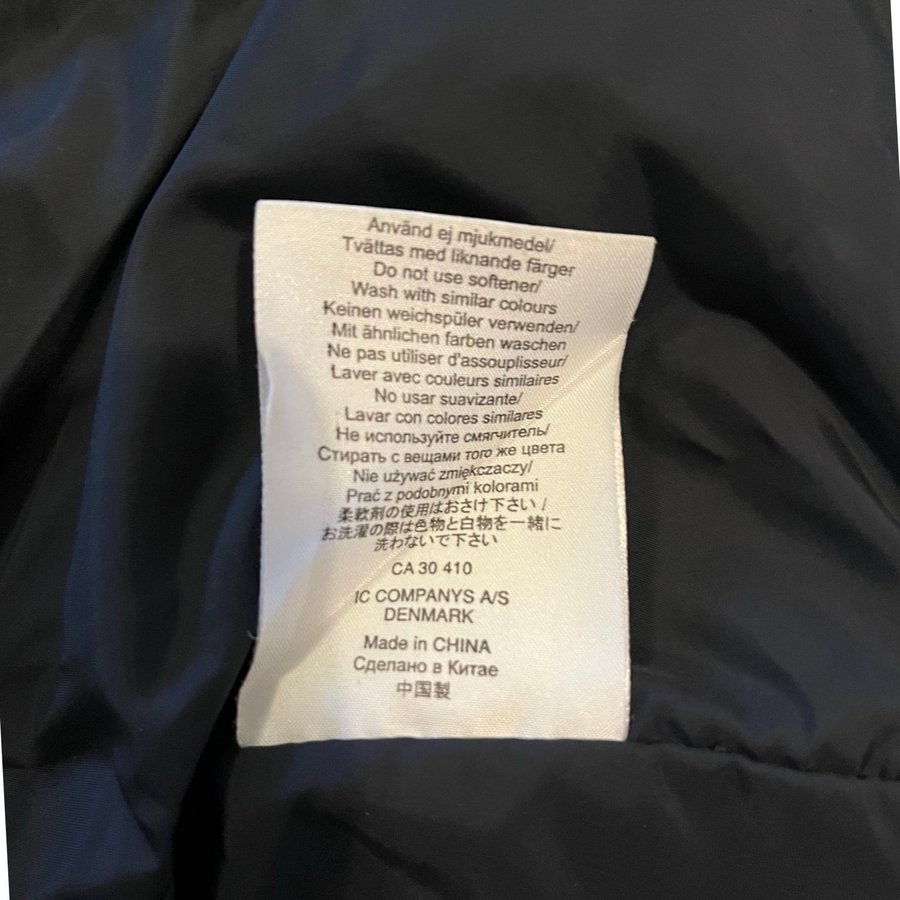 Använd ej mjukmedel/
Tvättas med liknande färger
Do not use softener/
Wash with similar colours
Keinen weichspüler verwenden/
Mit ähnlichen farben waschen
Ne pas utiliser d'assouplisseur/
Laver avec couleurs similaires
No usar suavizante/
Lavar con colores similares
Не используйте смягчитель/
Стирать с вещами того же цвета
Nie używać zmiękczaczy/
Prać z podobnymi kolorami
柔軟剤の使用はおさけ下さい/
お洗濯の際は色物と白物を一緒に
洗わないで下さい
CA 30 410
IC COMPANYS A/S
DENMARK
Made in CHINA
Сделано в Китае
中国製